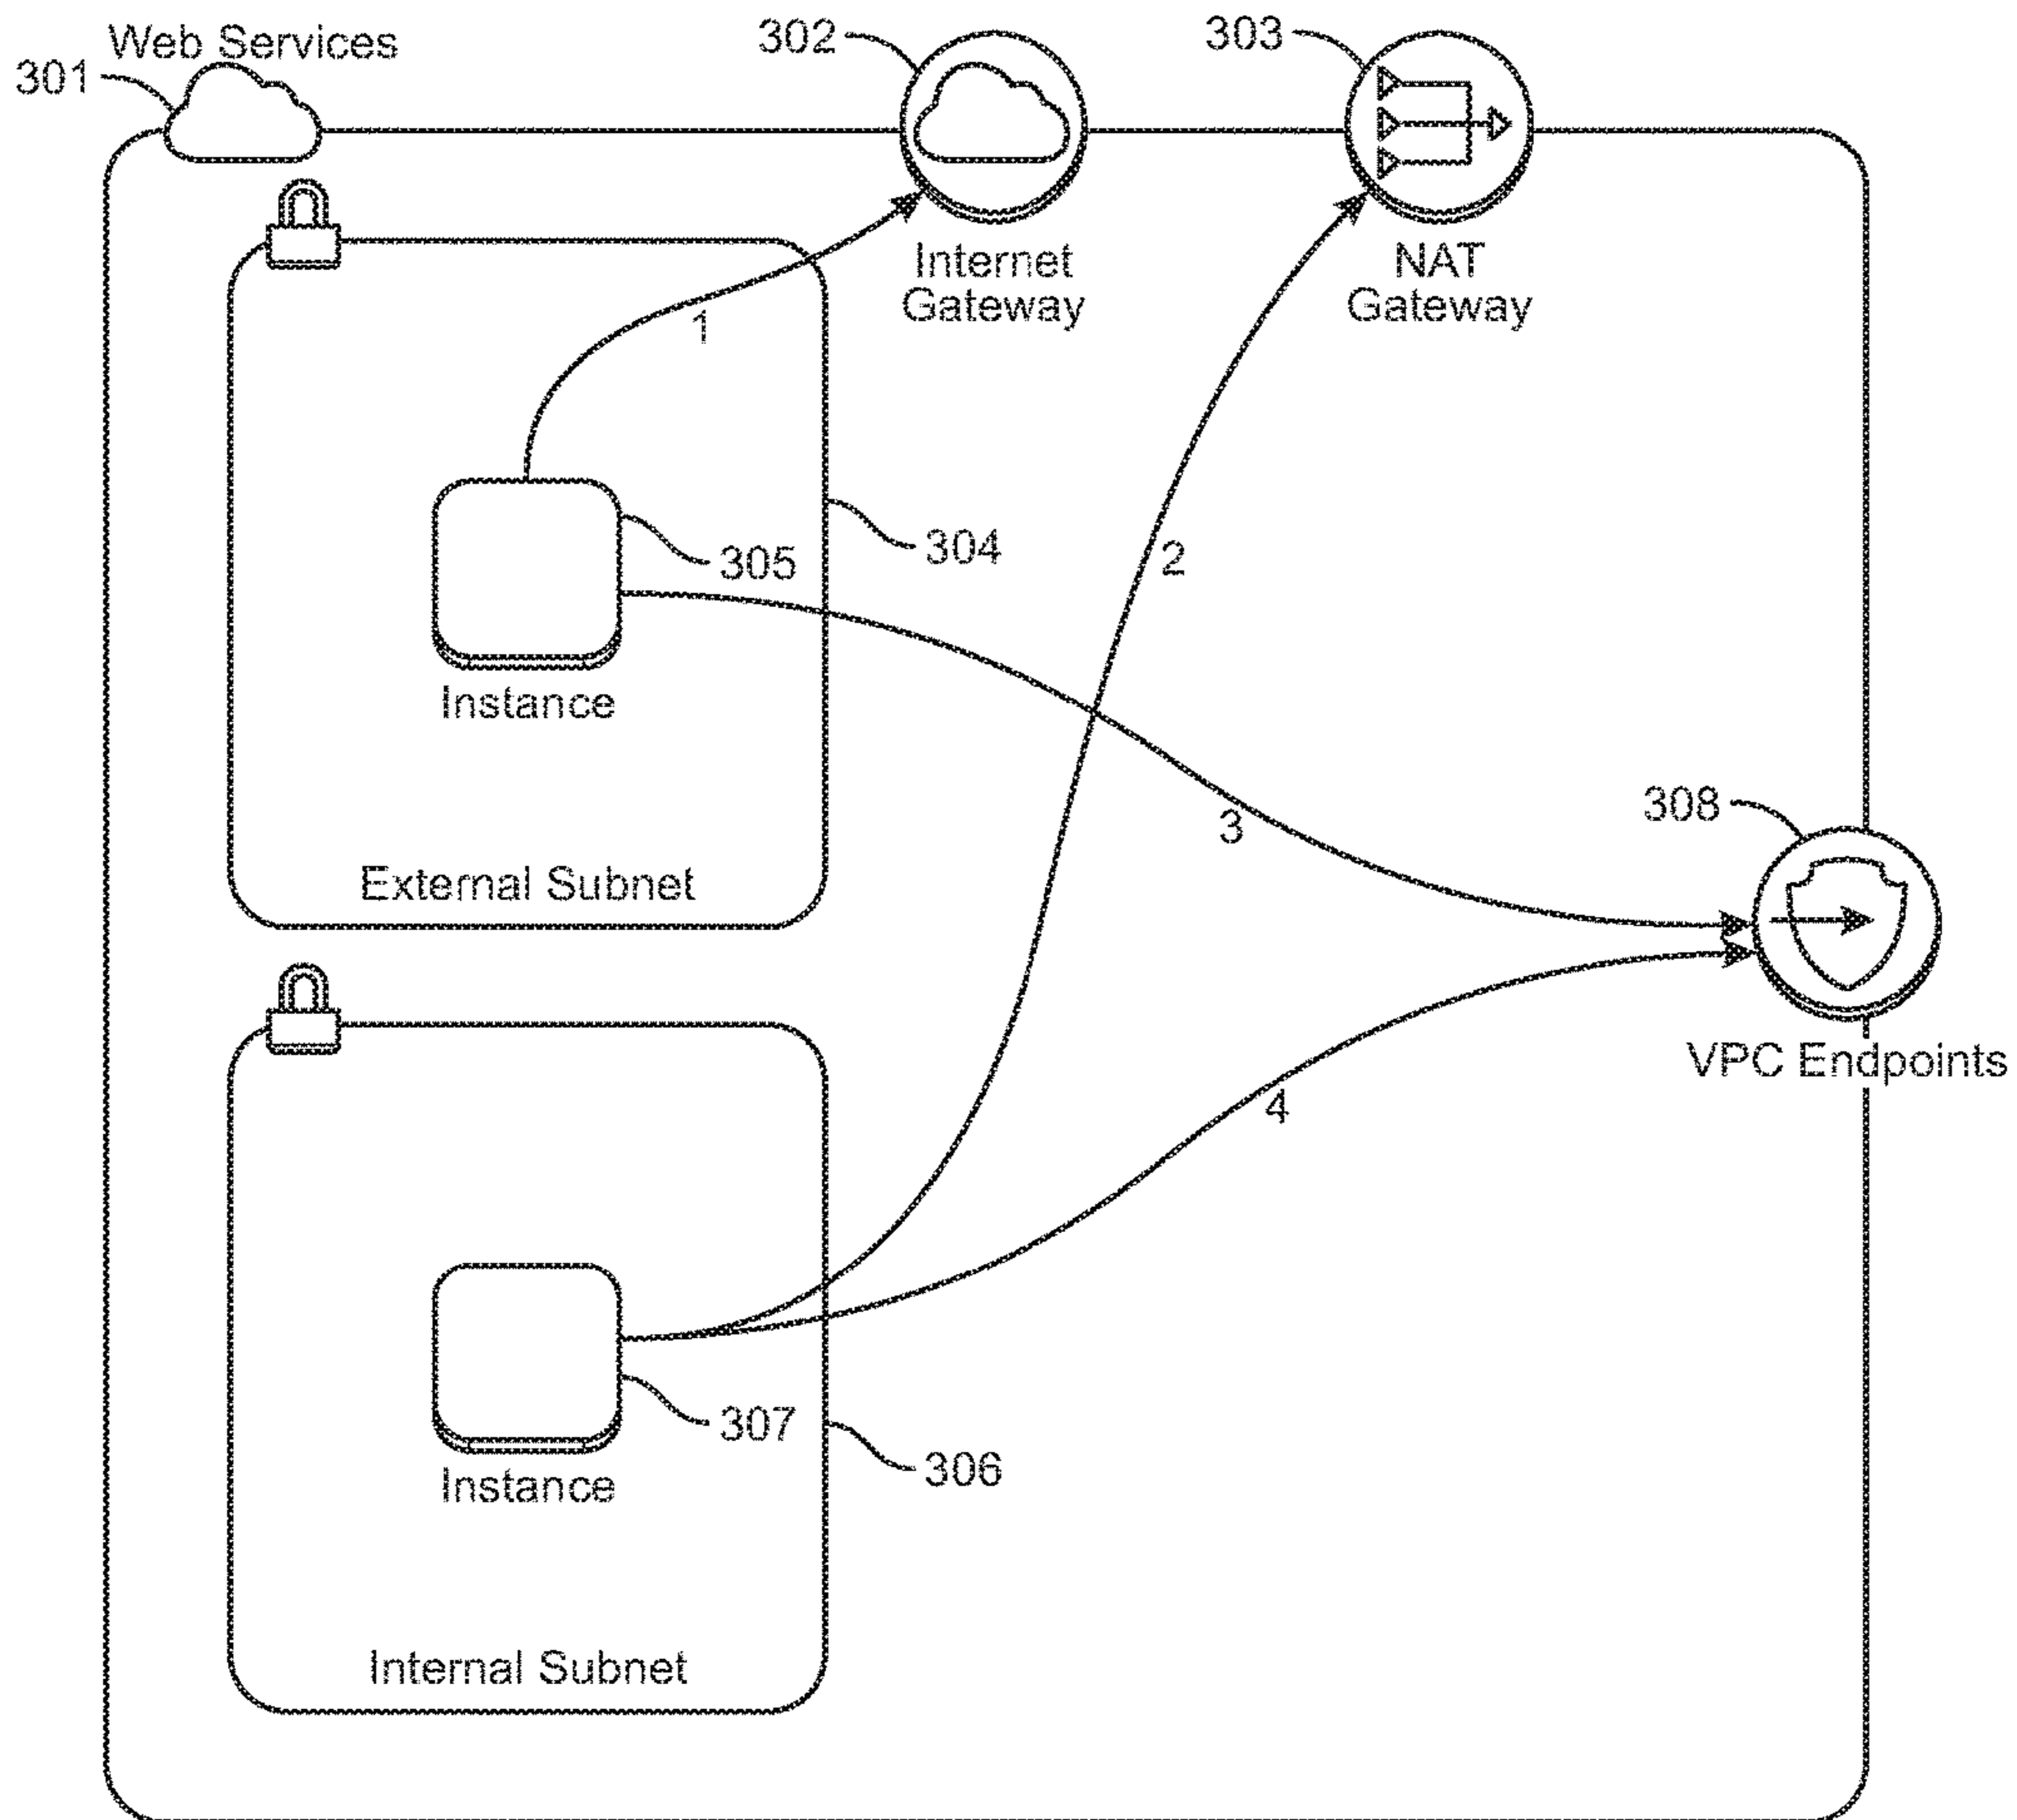 Web Services
301
302
303
Internet
Gateway
NAT
Gateway
1
304
305
2
Instance
3
308
External Subnet
VPC Endpoints
4
307
306
Instance
Internal Subnet